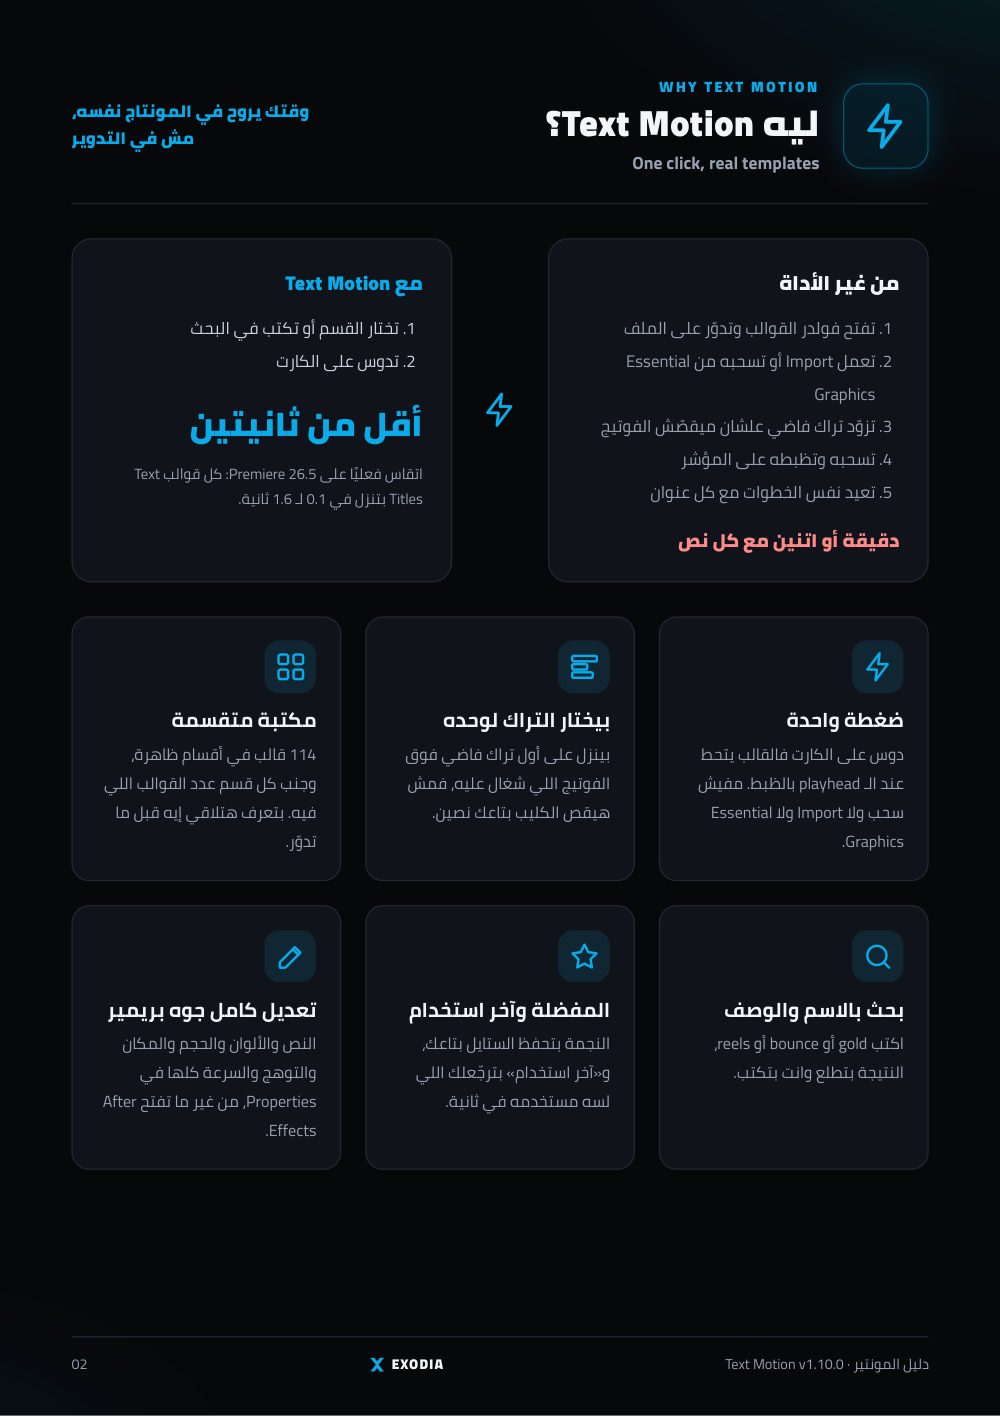 WHY TEXT MOTION
ليه Text Motion؟
One click, real templates
وقتك يروح في المونتاج نفسه،
مش في التدوير
من غير الأداة
1. تفتح فولدر القوالب وتدوّر على الملف
2. تعمل Import أو تسحبه من Essential
Graphics
3. تزوّد تراك فاضي علشان ميقصّش الفوتيج
4. تسحبه وتظبطه على المؤشر
5. تعيد نفس الخطوات مع كل عنوان
دقيقة أو اتنين مع كل نص
مع Text Motion
1. تختار القسم أو تكتب في البحث
2. تدوس على الكارت
أقل من ثانيتين
اتقاس فعليًا على Premiere 26.5: كل قوالب Text
Titles بتنزل في 0.1 لـ 1.6 ثانية.
ضغطة واحدة
دوس على الكارت فالقالب يتحط
عند الـ playhead بالظبط. مفيش
سحب ولا Import ولا Essential
Graphics.
بيختار التراك لوحده
بينزل على أول تراك فاضي فوق
الفوتيج اللي شغال عليه، فمش
هيقص الكليب بتاعك نصين.
مكتبة متقسمة
114 قالب في أقسام ظاهرة،
وجنب كل قسم عدد القوالب اللي
فيه. بتعرف هتلاقي إيه قبل ما
تدوّر.
بحث بالاسم والوصف
اكتب gold أو bounce أو reels،
النتيجة بتطلع وانت بتكتب.
المفضلة وآخر استخدام
النجمة بتحفظ الستايل بتاعك،
و«آخر استخدام» بترجّعلك اللي
لسه مستخدمه في ثانية.
تعديل كامل جوه بريمير
النص والألوان والحجم والمكان
والتوهج والسرعة كلها في
Properties, من غير ما تفتح After
Effects.
دليل المونتير · Text Motion v1.10.0
EXODIA
02